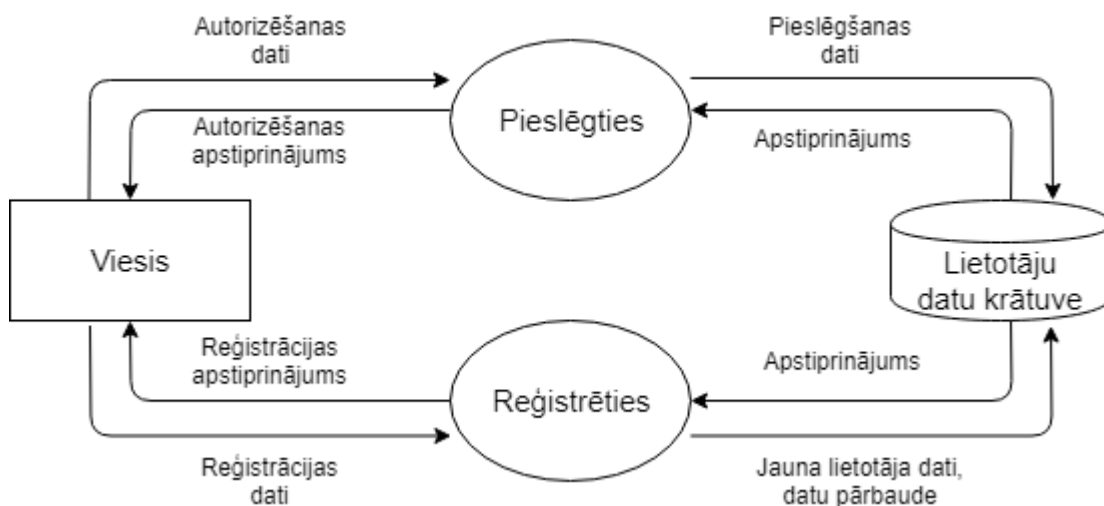 Autorizēšanas
dati
Pieslēgšanas
dati
Pieslēgties
Autorizēšanas
apstiprinājums
Apstiprinājums
Viesis
Lietotāju
datu krātuve
Reģistrācijas
apstiprinājums
Apstiprinājums
Reģistrēties
Reģistrācijas
dati
Jauna lietotāja dati,
datu pārbaude